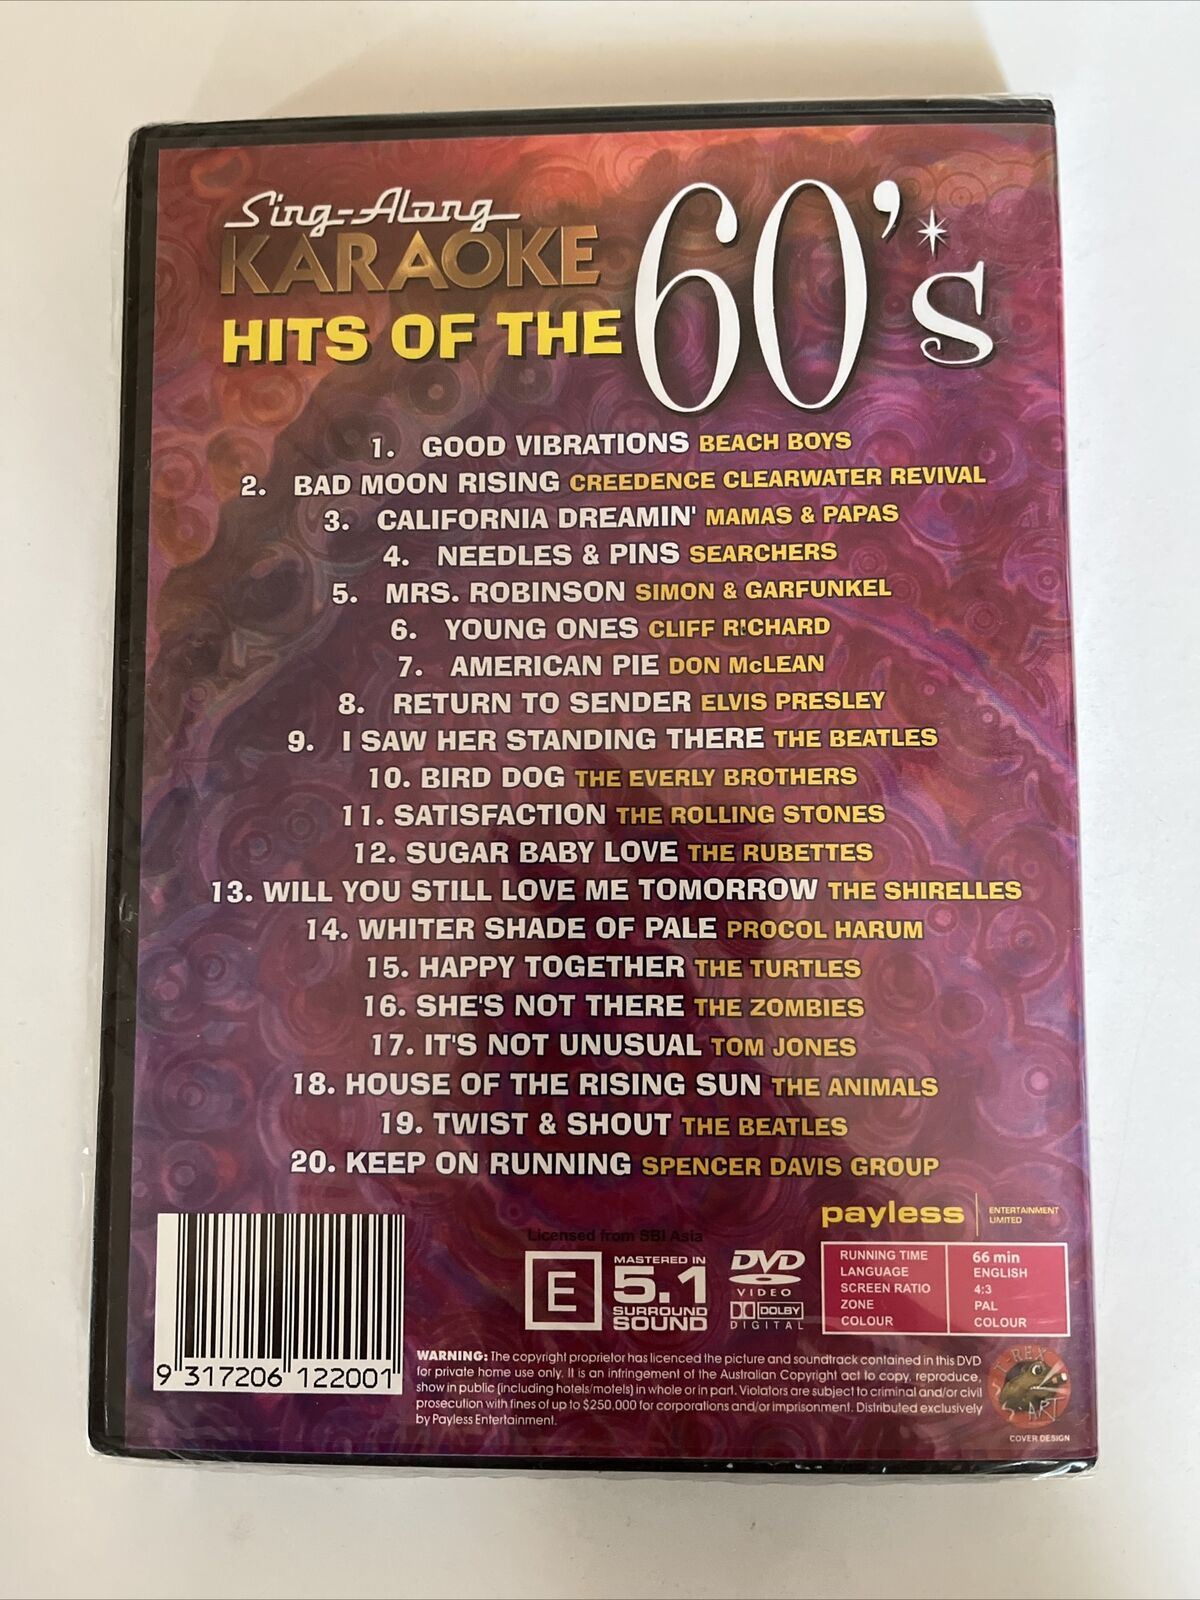 Sing-Along
KARAOKE
HITS OF THE 60's
1. GOOD VIBRATIONS BEACH BOYS
2. BAD MOON RISING CREEDENCE CLEARWATER REVIVAL
3. CALIFORNIA DREAMIN' MAMAS & PAPAS
4. NEEDLES & PINS SEARCHERS
5. MRS. ROBINSON SIMON & GARFUNKEL
6. YOUNG ONES CLIFF RICHARD
7. AMERICAN PIE DON McLEAN
8. RETURN TO SENDER ELVIS PRESLEY
9. I SAW HER STANDING THERE THE BEATLES
10. BIRD DOG THE EVERLY BROTHERS
11. SATISFACTION THE ROLLING STONES
12. SUGAR BABY LOVE THE RUBETTES
13. WILL YOU STILL LOVE ME TOMORROW THE SHIRELLES
14. WHITER SHADE OF PALE PROCOL HARUM
15. HAPPY TOGETHER THE TURTLES
16. SHE'S NOT THERE THE ZOMBIES
17. IT'S NOT UNUSUAL TOM JONES
18. HOUSE OF THE RISING SUN THE ANIMALS
19. TWIST & SHOUT THE BEATLES
20. KEEP ON RUNNING SPENCER DAVIS GROUP
payless ENTERTAINMENT
LIMITED
Licensed from SBI Asia
E
MASTERED IN
5.1
SURROUND
SOUND
DVD
VIDEO
DOLBY
DIGITAL
RUNNING TIME 66 min
LANGUAGE ENGLISH
SCREEN RATIO 4:3
ZONE PAL
COLOUR COLOUR
9 317206 122001
WARNING: The copyright proprietor has licenced the picture and soundtrack contained in this DVD
for private home use only. It is an infringement of the Australian Copyright act to copy, reproduce,
show in public (including hotels/motels) in whole or in part. Violators are subject to criminal and/or civil
prosecution with fines of up to $250,000 for corporations and/or imprisonment. Distributed exclusively
by Payless Entertainment.
T-REX
ART
COVER DESIGN